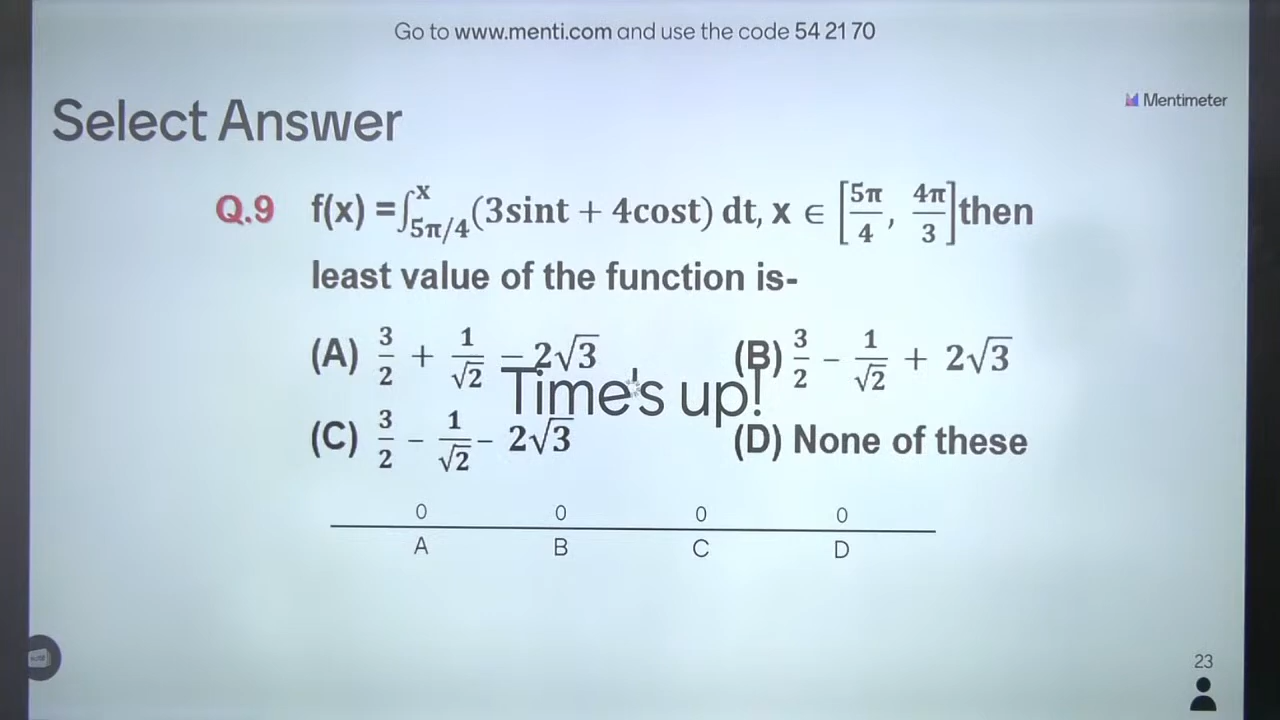 Go to www.menti.com and use the code 54 21 70
Mentimeter
Select Answer
Q.9 f(x) =∫_{5π/4}^{x} (3sint + 4cost) dt, x ∈ [5π/4, 4π/3] then
least value of the function is-
(A) 3/2 + 1/√2 − 2√3 (B) 3/2 − 1/√2 + 2√3
Time's up!
(C) 3/2 − 1/√2 − 2√3 (D) None of these
0 0 0 0
A B C D
23